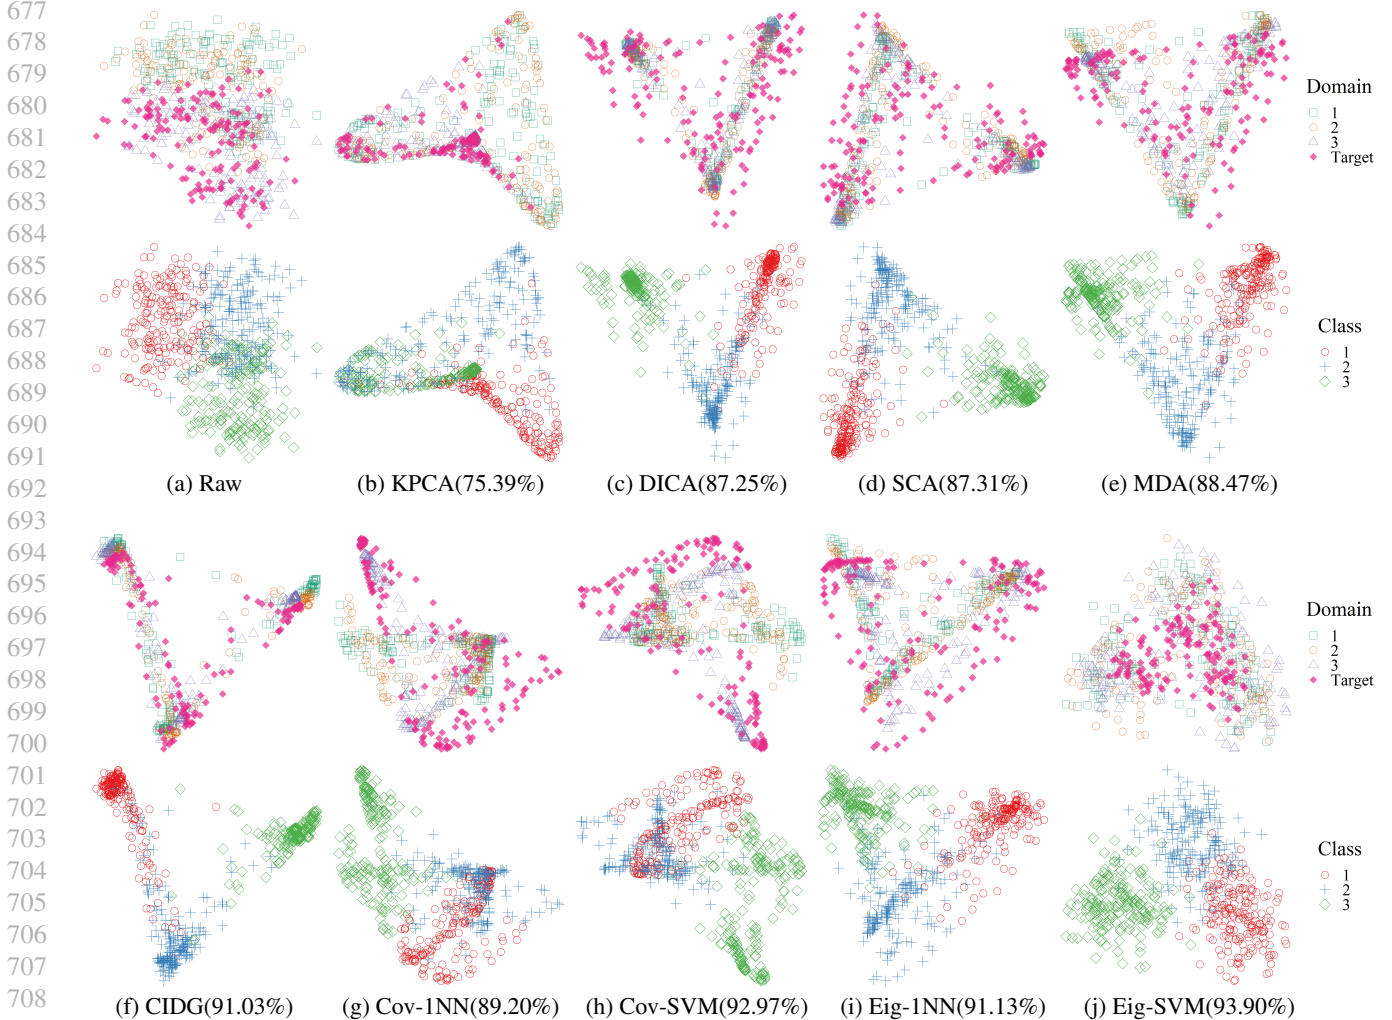 677
678
679
680
681
682
683
684
685
686
687
688
689
690
691
692
693
694
695
696
697
698
699
700
701
702
703
704
705
706
707
708
Domain
1
2
3
Target
Class
1
2
3
(a) Raw
(b) KPCA(75.39%)
(c) DICA(87.25%)
(d) SCA(87.31%)
(e) MDA(88.47%)
Domain
1
2
3
Target
Class
1
2
3
(f) CIDG(91.03%)
(g) Cov-1NN(89.20%)
(h) Cov-SVM(92.97%)
(i) Eig-1NN(91.13%)
(j) Eig-SVM(93.90%)